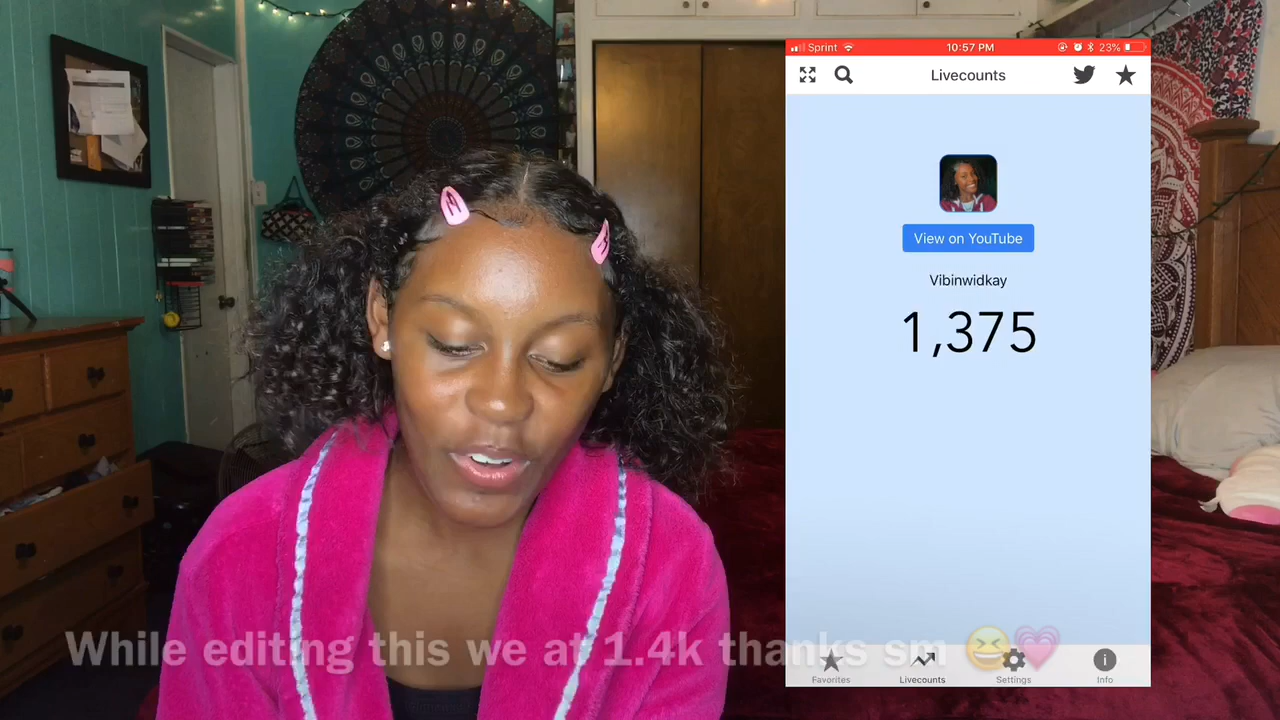 Sprint 10:57 PM 23%
Livecounts
View on YouTube
Vibinwidkay
1,375
While editing this we at 1.4k thanks sm 😆💗
Favorites Livecounts Settings Info